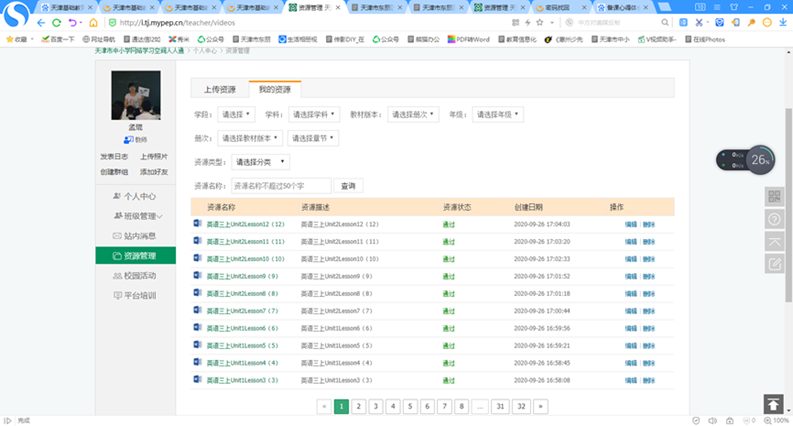 天津市基础
天津市基础
天津市基础
资源管理 天
天津市东丽
天津市东丽
资源管理 天
密码找回
http://l.tj.mypep.cn/teacher/videos
收藏
百度一下
网址导航
秀米
公众号
天津市东丽
公众号
熊猫办公
PDF转Word
教育信息化
天津市中小
V视频助手-
在线Photos
天津市中小学网络学习空间人人通 > 个人中心 > 资源管理
教师
发表日志 上传照片
创建群组 添加好友
个人中心
班级管理
站内消息
资源管理
校园活动
平台培训
上传资源 我的资源
学段: 请选择 学科: 请选择学科 教材版本: 请选择册次 年级: 请选择年级
册次: 请选择教材版本 请选择章节
资源类型: 请选择分类
资源名称: 资源名称不超过50个字 查询
资源名称 资源描述 资源状态 创建日期 操作
英语三上Unit2Lesson12（12） 英语三上Unit2Lesson12（12） 通过 2020-09-26 17:04:03 编辑 | 删除
英语三上Unit2Lesson11（11） 英语三上Unit2Lesson11（11） 通过 2020-09-26 17:03:20 编辑 | 删除
英语三上Unit2Lesson10（10） 英语三上Unit2Lesson10（10） 通过 2020-09-26 17:02:33 编辑 | 删除
英语三上Unit2Lesson9（9） 英语三上Unit2Lesson9（9） 通过 2020-09-26 17:01:52 编辑 | 删除
英语三上Unit2Lesson8（8） 英语三上Unit2Lesson8（8） 通过 2020-09-26 17:01:18 编辑 | 删除
英语三上Unit2Lesson7（7） 英语三上Unit2Lesson7（7） 通过 2020-09-26 17:00:44 编辑 | 删除
英语三上Unit1Lesson6（6） 英语三上Unit1Lesson6（6） 通过 2020-09-26 16:59:56 编辑 | 删除
英语三上Unit1Lesson5（5） 英语三上Unit1Lesson5（5） 通过 2020-09-26 16:59:21 编辑 | 删除
英语三上Unit1Lesson4（4） 英语三上Unit1Lesson4（4） 通过 2020-09-26 16:58:45 编辑 | 删除
英语三上Unit1Lesson3（3） 英语三上Unit1Lesson3（3） 通过 2020-09-26 16:58:08 编辑 | 删除
« 1 2 3 4 5 6 7 8 ... 31 32 »
26%
完成
100%